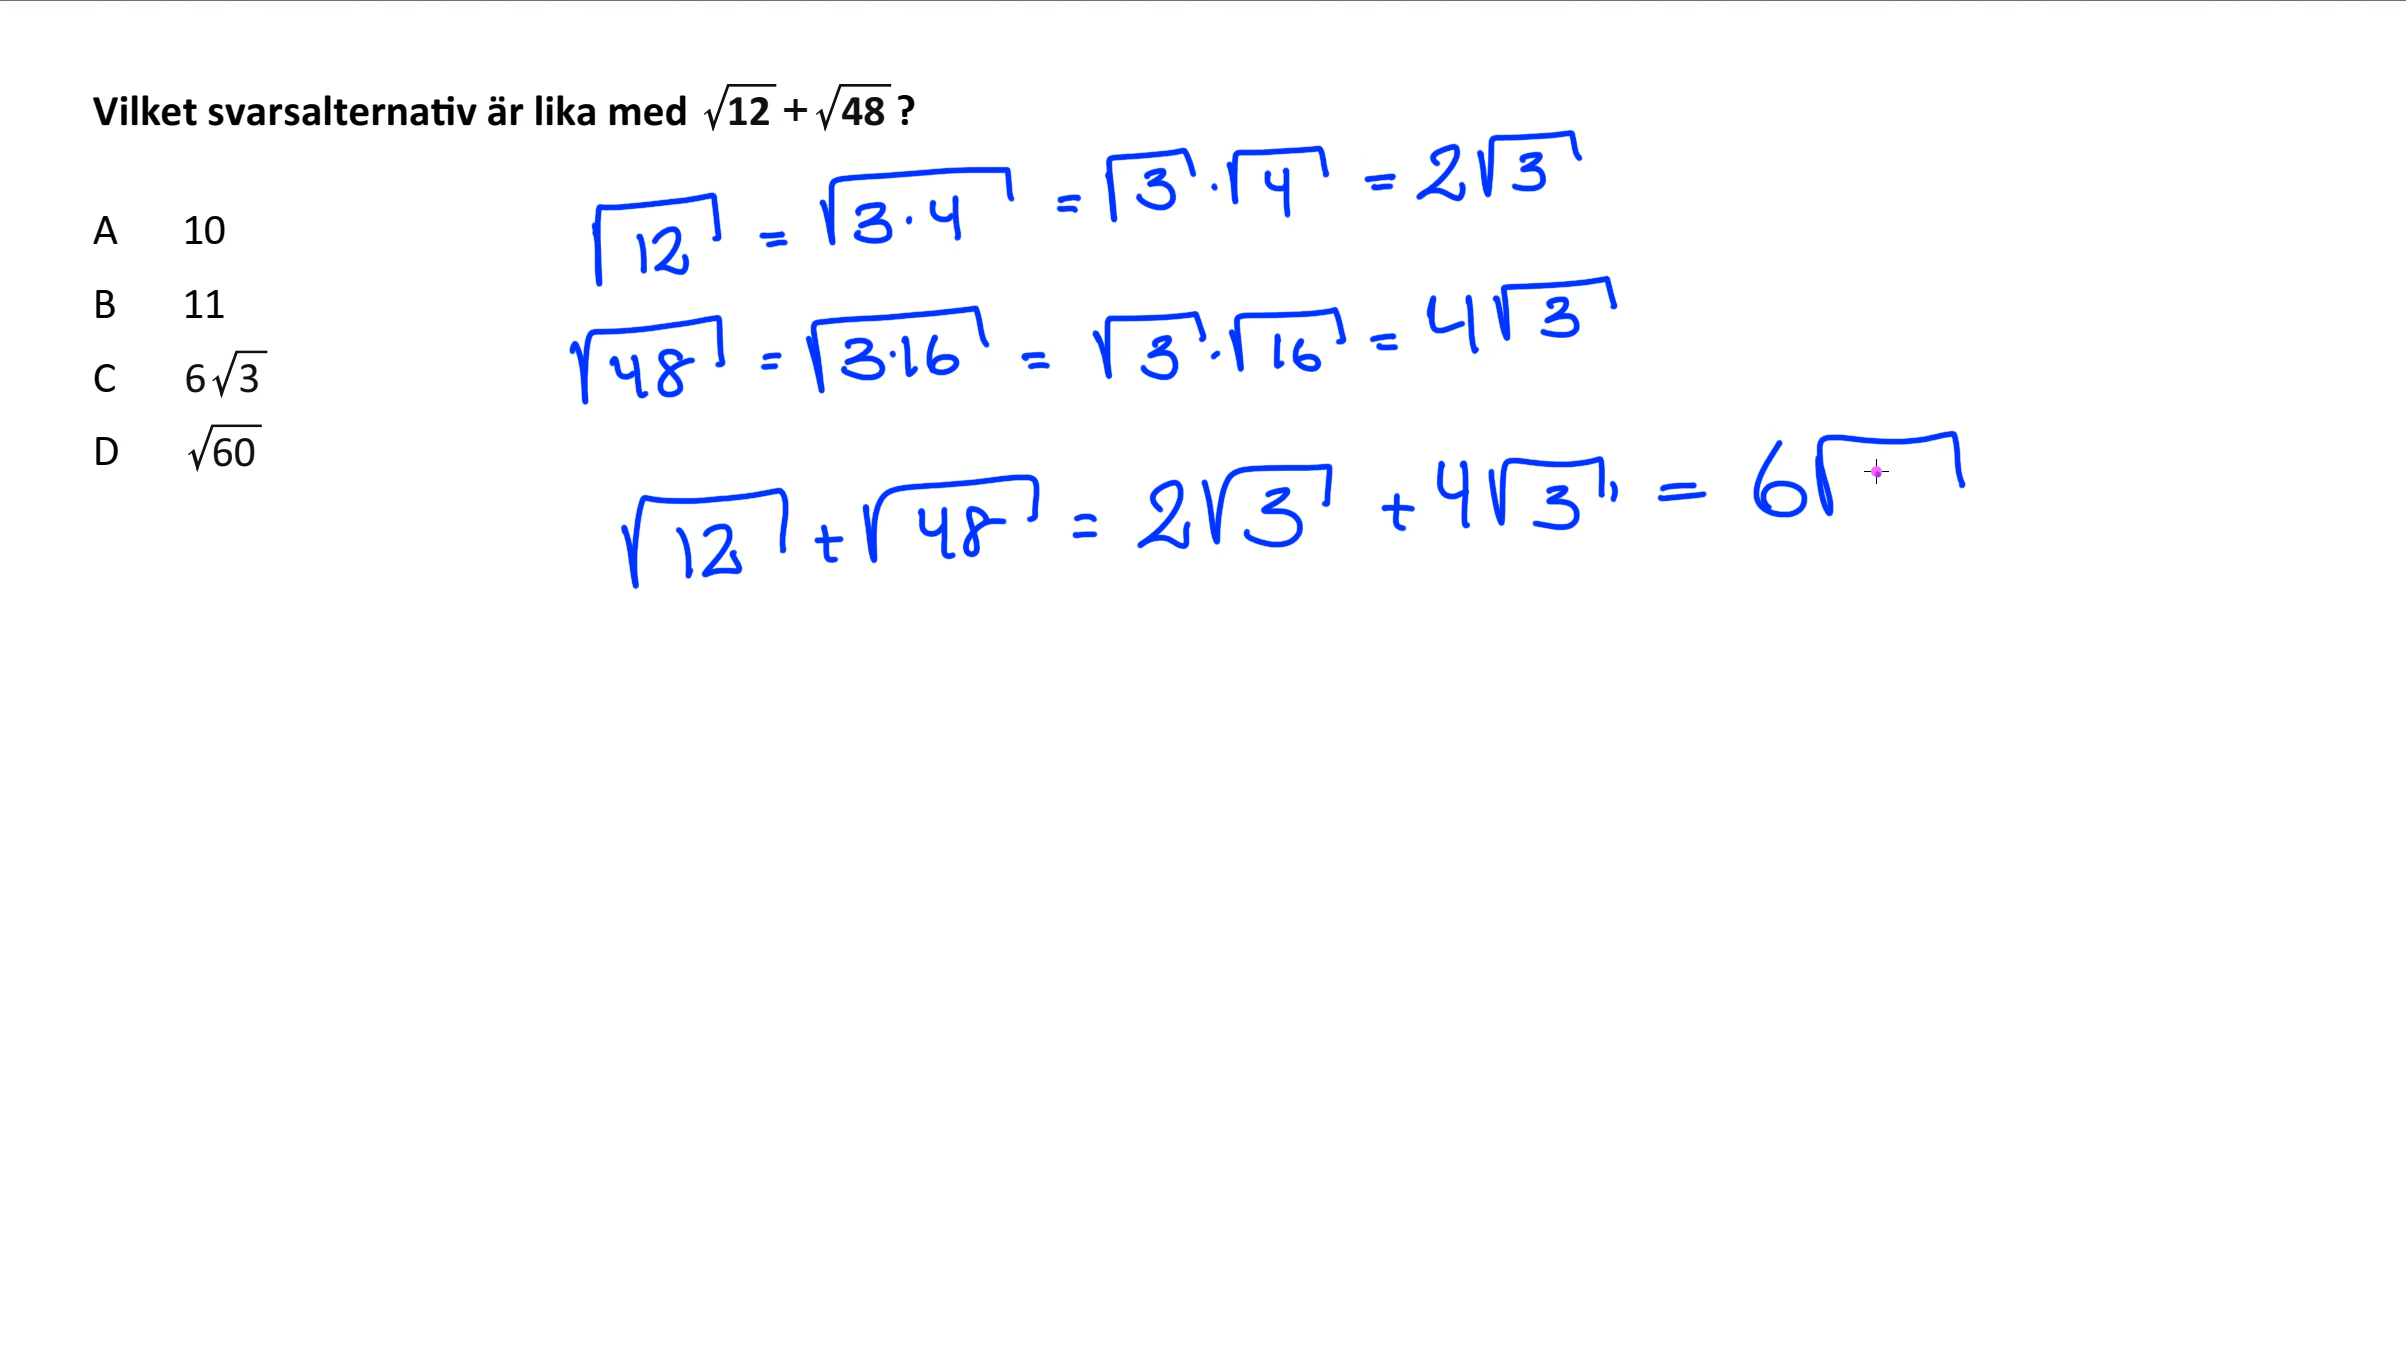 Vilket svarsalternativ är lika med √12 + √48 ?
A 10
B 11
C 6√3
D √60
√12 = √3·4 = √3 · √4 = 2√3
√48 = √3·16 = √3 · √16 = 4√3
√12 + √48 = 2√3 + 4√3 = 6√